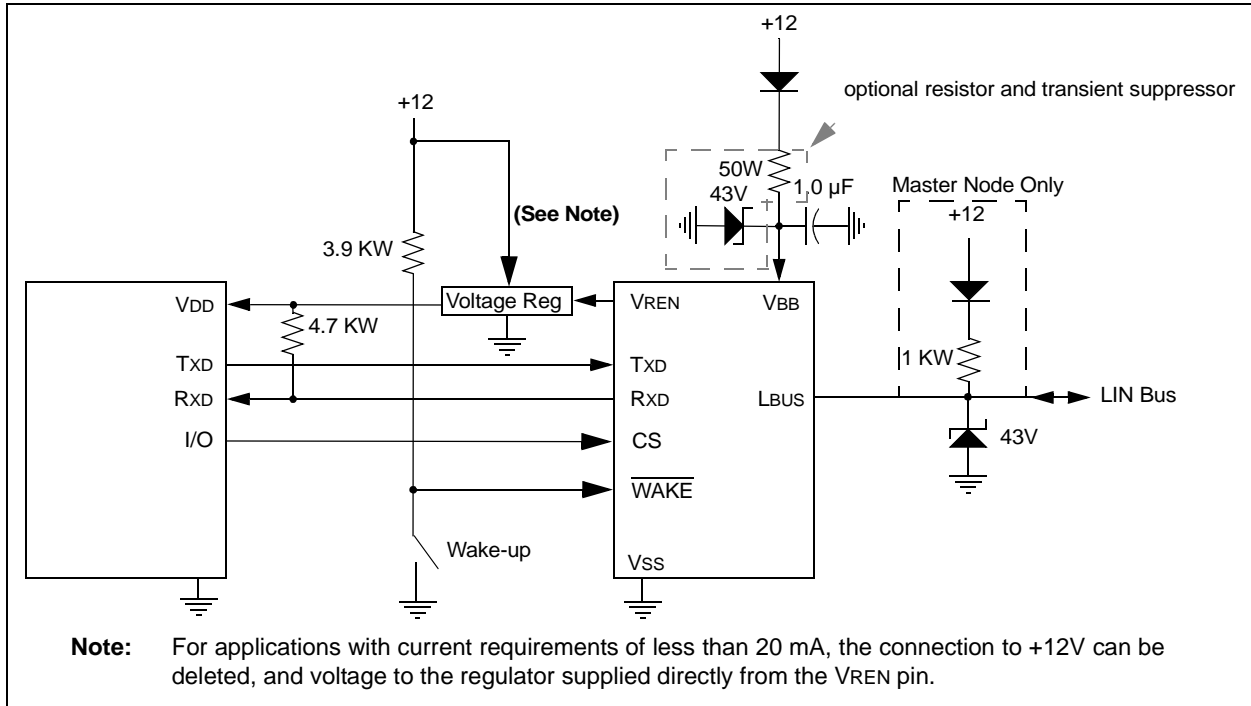 +12
optional resistor and transient suppressor
+12
50W
1.0 µF
43V
Master Node Only
+12
(See Note)
3.9 KW
VDD
Voltage Reg
VREN
VBB
4.7 KW
1 KW
TXD
TXD
RXD
RXD
LBUS
LIN Bus
I/O
CS
43V
WAKE
Wake-up
VSS
Note: For applications with current requirements of less than 20 mA, the connection to +12V can be
deleted, and voltage to the regulator supplied directly from the VREN pin.